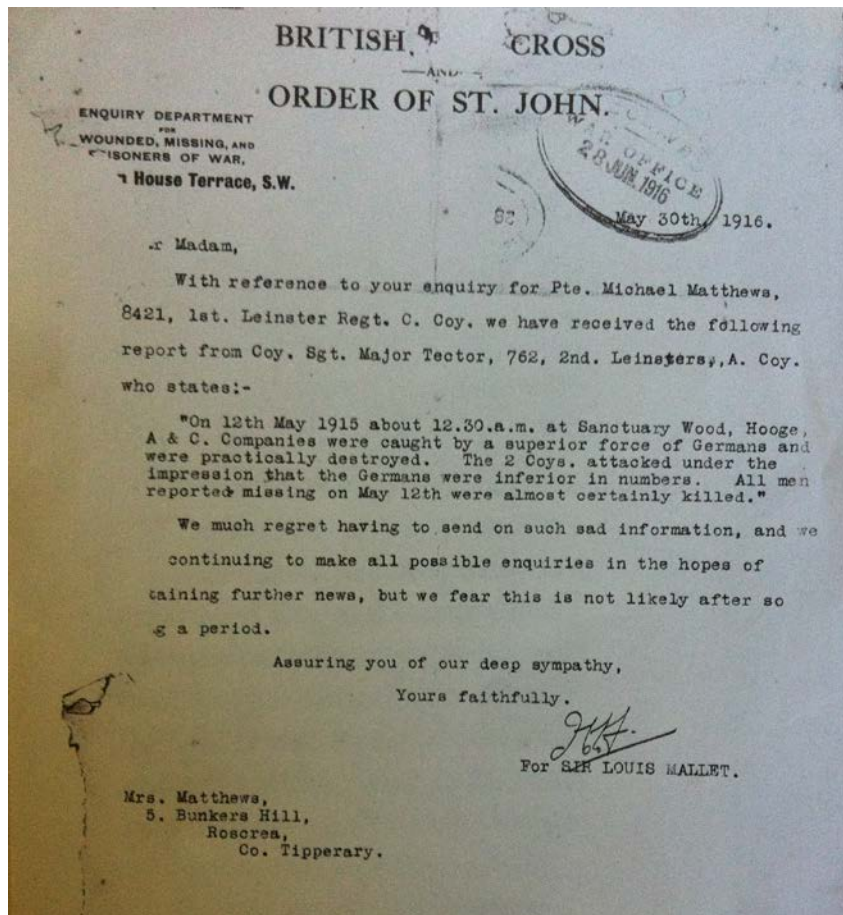 BRITISH CROSS
AND
ORDER OF ST. JOHN.
ENQUIRY DEPARTMENT
FOR
WOUNDED, MISSING, AND
ISONERS OF WAR,
House Terrace, S.W.
WAR OFFICE
28 JUN. 1916
May 30th, 1916.
r Madam,
With reference to your enquiry for Pte. Michael Matthews,
8421, 1st. Leinster Regt. C. Coy. we have received the following
report from Coy. Sgt. Major Tector, 762, 2nd. Leinsters,,A. Coy.
who states:-
"On 12th May 1915 about 12.30.a.m. at Sanctuary Wood, Hooge,
A & C. Companies were caught by a superior force of Germans and
were practically destroyed. The 2 Coys. attacked under the
impression that the Germans were inferior in numbers. All men
reported missing on May 12th were almost certainly killed."
We much regret having to send on such sad information, and we
continuing to make all possible enquiries in the hopes of
taining further news, but we fear this is not likely after so
g a period.
Assuring you of our deep sympathy,
Yours faithfully.
For SIR LOUIS MALLET.
Mrs. Matthews,
5. Bunkers Hill,
Roscrea,
Co. Tipperary.